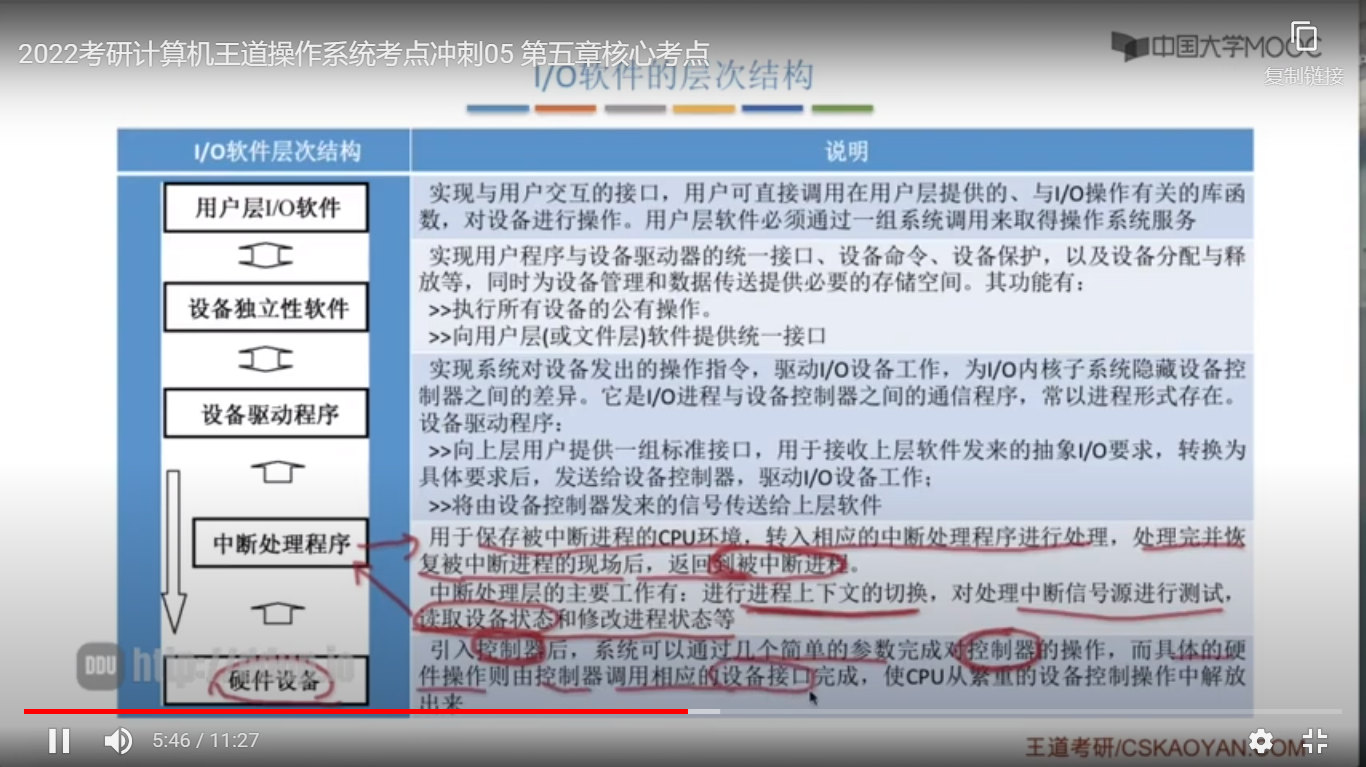 2022考研计算机王道操作系统考点冲刺05 第五章核心考点
中国大学MOOC
复制链接
I/O软件的层次结构
I/O软件层次结构
说明
用户层I/O软件
实现与用户交互的接口，用户可直接调用在用户层提供的、与I/O操作有关的库函
数，对设备进行操作。用户层软件必须通过一组系统调用来取得操作系统服务
设备独立性软件
实现用户程序与设备驱动器的统一接口、设备命令、设备保护，以及设备分配与释
放等，同时为设备管理和数据传送提供必要的存储空间。其功能有：
>>执行所有设备的公有操作。
>>向用户层(或文件层)软件提供统一接口
设备驱动程序
实现系统对设备发出的操作指令，驱动I/O设备工作，为I/O内核子系统隐藏设备控
制器之间的差异。它是I/O进程与设备控制器之间的通信程序，常以进程形式存在。
设备驱动程序：
>>向上层用户提供一组标准接口，用于接收上层软件发来的抽象I/O要求，转换为
具体要求后，发送给设备控制器，驱动I/O设备工作；
>>将由设备控制器发来的信号传送给上层软件
中断处理程序
用于保存被中断进程的CPU环境，转入相应的中断处理程序进行处理，处理完并恢
复被中断进程的现场后，返回到被中断进程。
中断处理层的主要工作有：进行进程上下文的切换，对处理中断信号源进行测试，
读取设备状态和修改进程状态等
硬件设备
引入控制器后，系统可以通过几个简单的参数完成对控制器的操作，而具体的硬
件操作则由控制器调用相应的设备接口完成，使CPU从繁重的设备控制操作中解放
出来
DDU
5:46 / 11:27
王道考研/CSKAOYAN.COM